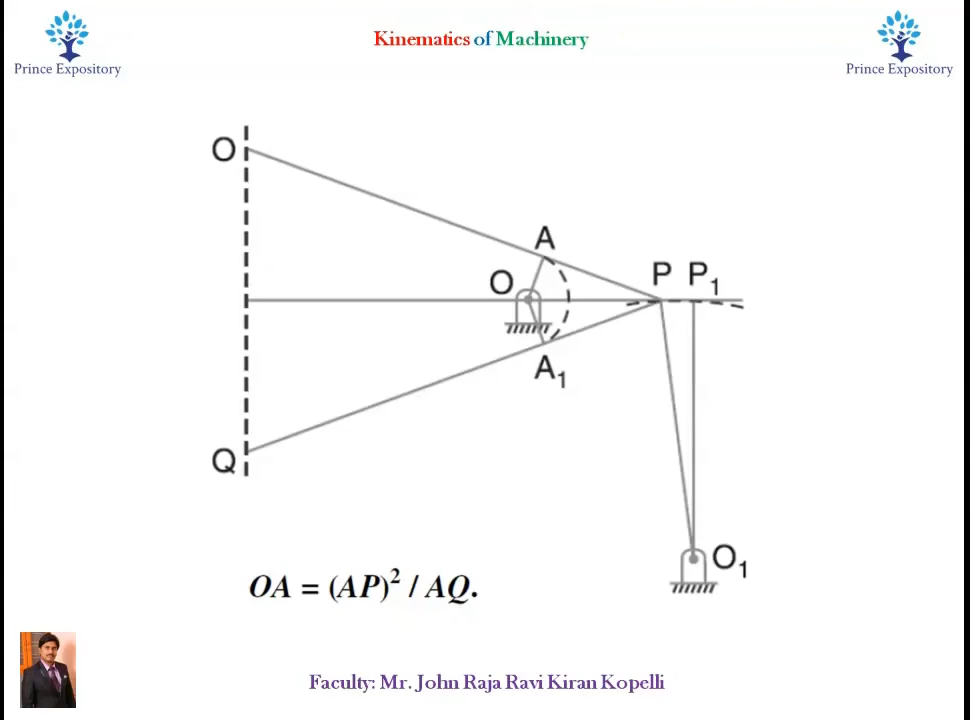 Kinematics of Machinery
Prince Expository
Prince Expository
O
A
O
P P1
A1
Q
O1
OA = (AP)² / AQ.
Faculty: Mr. John Raja Ravi Kiran Kopelli